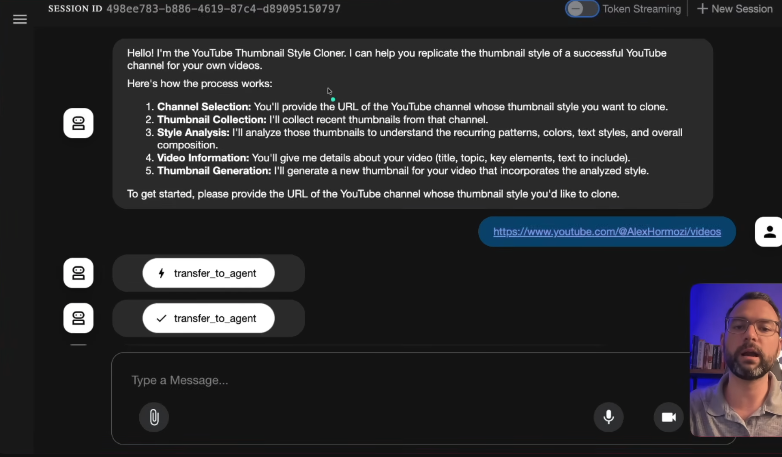 SESSION ID 498ee783-b886-4619-87c4-d89095150797
Token Streaming
New Session
Hello! I'm the YouTube Thumbnail Style Cloner. I can help you replicate the thumbnail style of a successful YouTube
channel for your own videos.
Here's how the process works:
1. Channel Selection: You'll provide the URL of the YouTube channel whose thumbnail style you want to clone.
2. Thumbnail Collection: I'll collect recent thumbnails from that channel.
3. Style Analysis: I'll analyze those thumbnails to understand the recurring patterns, colors, text styles, and overall
composition.
4. Video Information: You'll give me details about your video (title, topic, key elements, text to include).
5. Thumbnail Generation: I'll generate a new thumbnail for your video that incorporates the analyzed style.
To get started, please provide the URL of the YouTube channel whose thumbnail style you'd like to clone.
https://www.youtube.com/@AlexHormozi/videos
transfer_to_agent
transfer_to_agent
Type a Message...